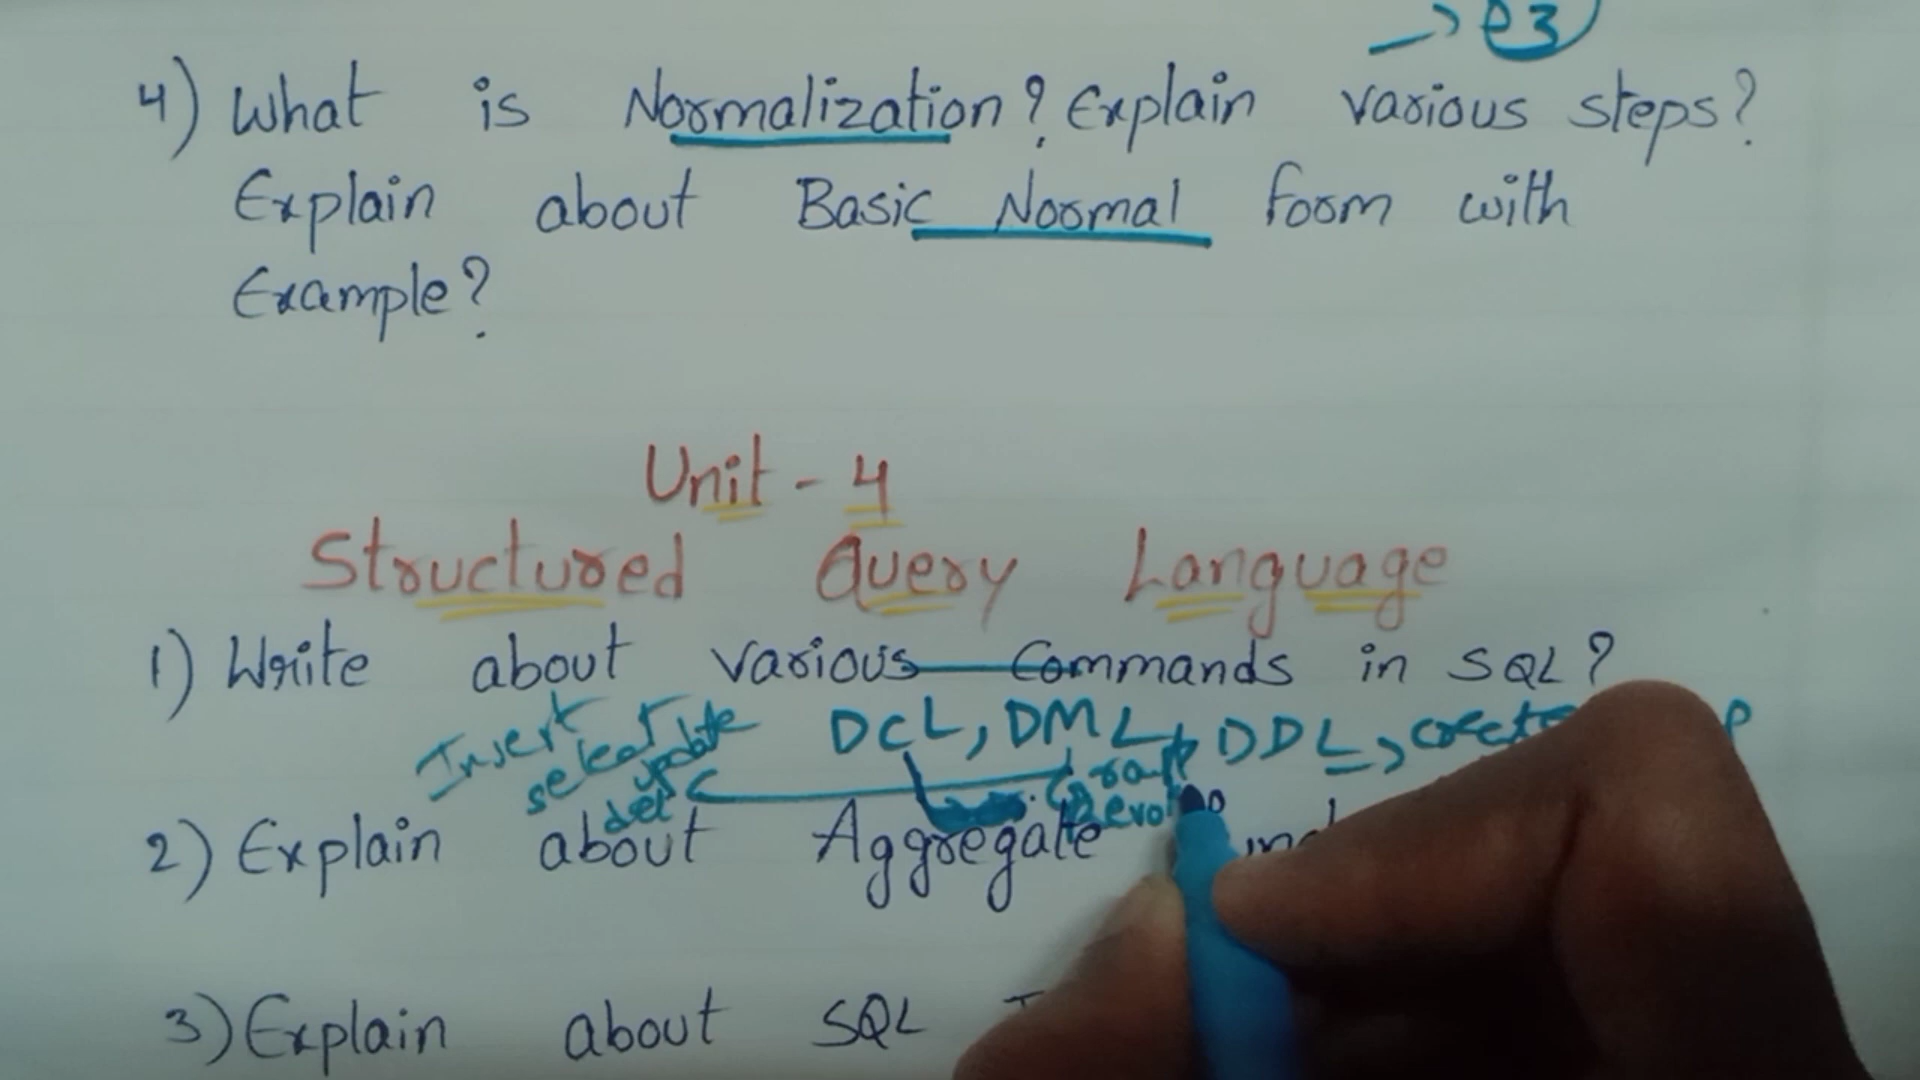 → e3
4) What is Normalization? Explain various steps?
Explain about Basic Normal form with
Example?
Unit - 4
Structured Query Language
1) Write about various Commands in SQL?
Insert select update del
DCL, DML, DDL, create
2) Explain about Aggregate
3) Explain about SQL